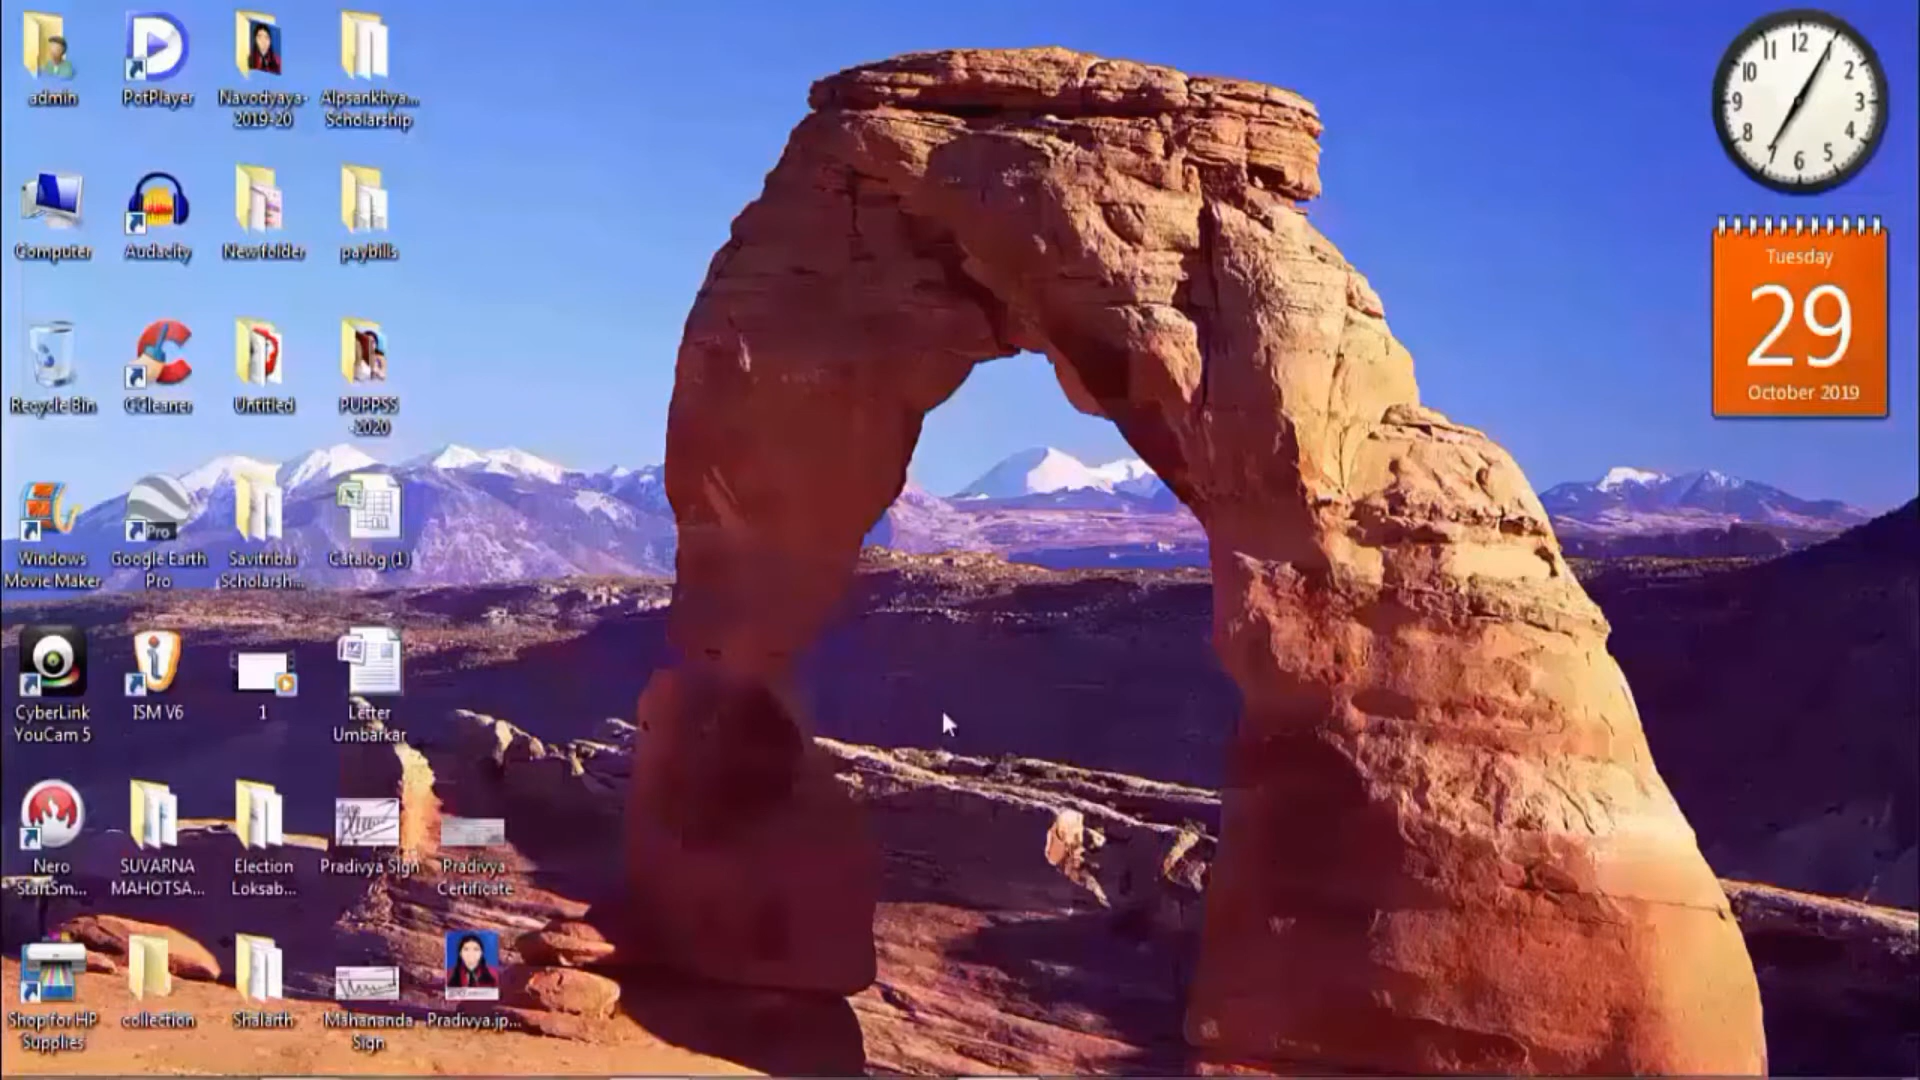 admin
PotPlayer
Navodyaya-
2019-20
Alpsankhya...
Scholarship
Computer
Audacity
New folder
paybills
Recycle Bin
CCleaner
Untitled
PUPPSS
-2020
Windows
Movie Maker
Pro
Google Earth
Pro
Savitribai
Scholarsh...
Catalog (1)
CyberLink
YouCam 5
ISM V6
1
Letter
Umbarkar
Nero
StartSm...
SUVARNA
MAHOTSA...
Election
Loksab...
Pradivya Sign
Pradivya
Certificate
Shop for HP
Supplies
collection
Shalarth
Mahananda
Sign
Pradivya.jp...
12
11
10
9
8
7
6
5
4
3
2
Tuesday
29
October 2019